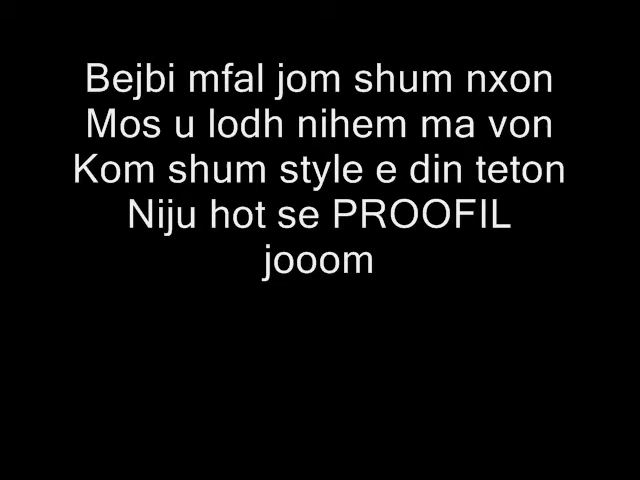 Bejbi mfal jom shum nxon
Mos u lodh nihem ma von
Kom shum style e din teton
Niju hot se PROOFIL
jooom